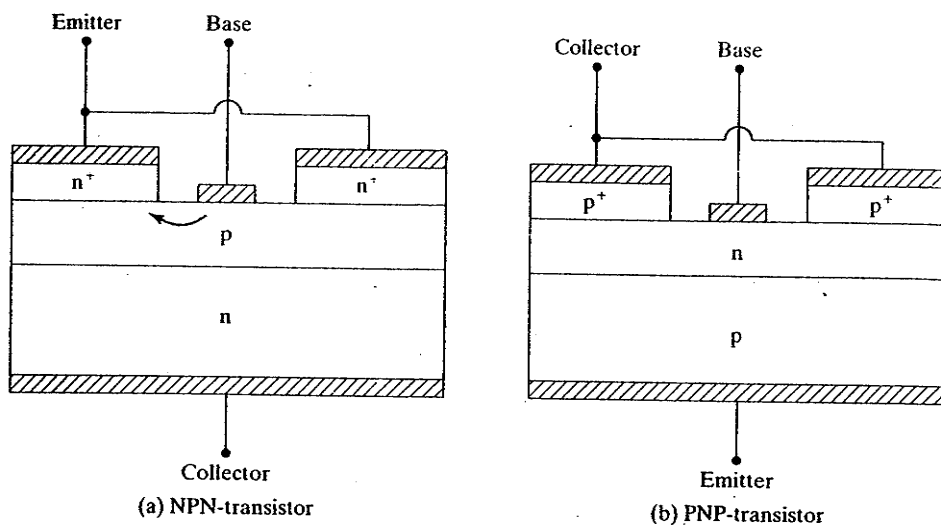 Emitter Base
n⁺ n⁺
p
n
Collector
(a) NPN-transistor
Collector Base
p⁺ p⁺
n
p
Emitter
(b) PNP-transistor